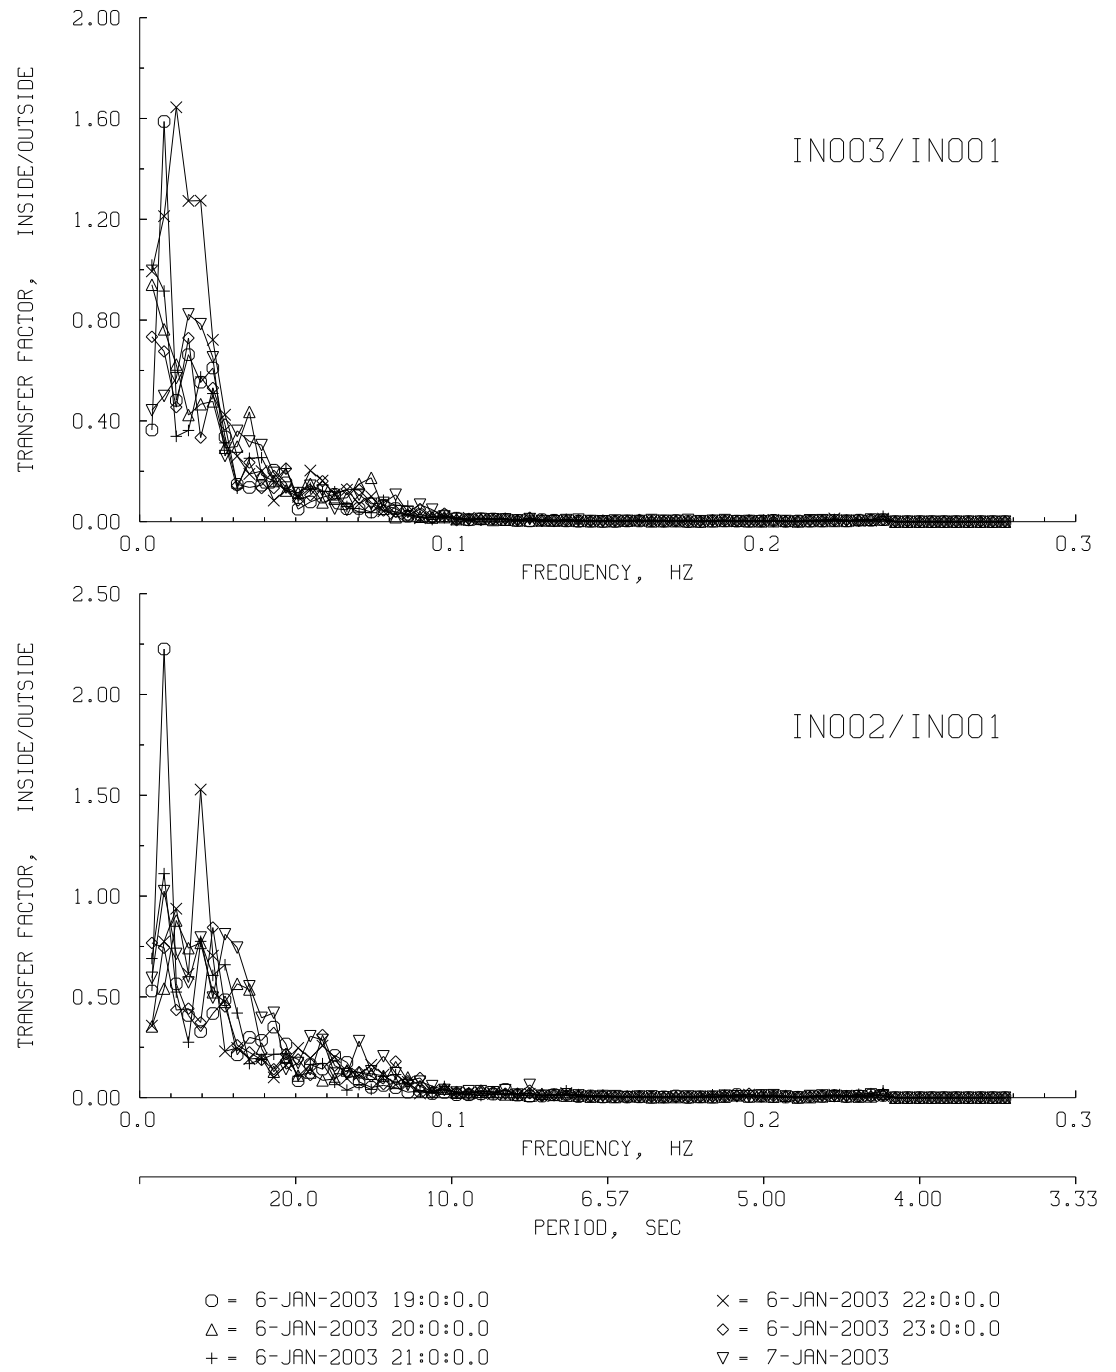 2.00
1.60
1.20
0.80
0.40
0.00
TRANSFER FACTOR, INSIDE/OUTSIDE
IN003/IN001
0.0 0.1 0.2 0.3
FREQUENCY, HZ
2.50
2.00
1.50
1.00
0.50
0.00
TRANSFER FACTOR, INSIDE/OUTSIDE
IN002/IN001
0.0 0.1 0.2 0.3
FREQUENCY, HZ
20.0 10.0 6.57 5.00 4.00 3.33
PERIOD, SEC
= 6-JAN-2003 19:0:0.0
= 6-JAN-2003 20:0:0.0
= 6-JAN-2003 21:0:0.0
= 6-JAN-2003 22:0:0.0
= 6-JAN-2003 23:0:0.0
= 7-JAN-2003